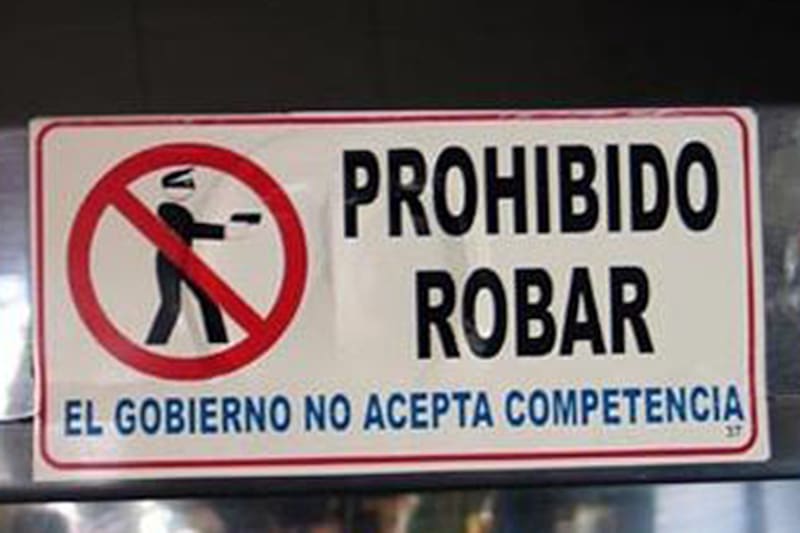 PROHIBIDO
ROBAR
EL GOBIERNO NO ACEPTA COMPETENCIA
37